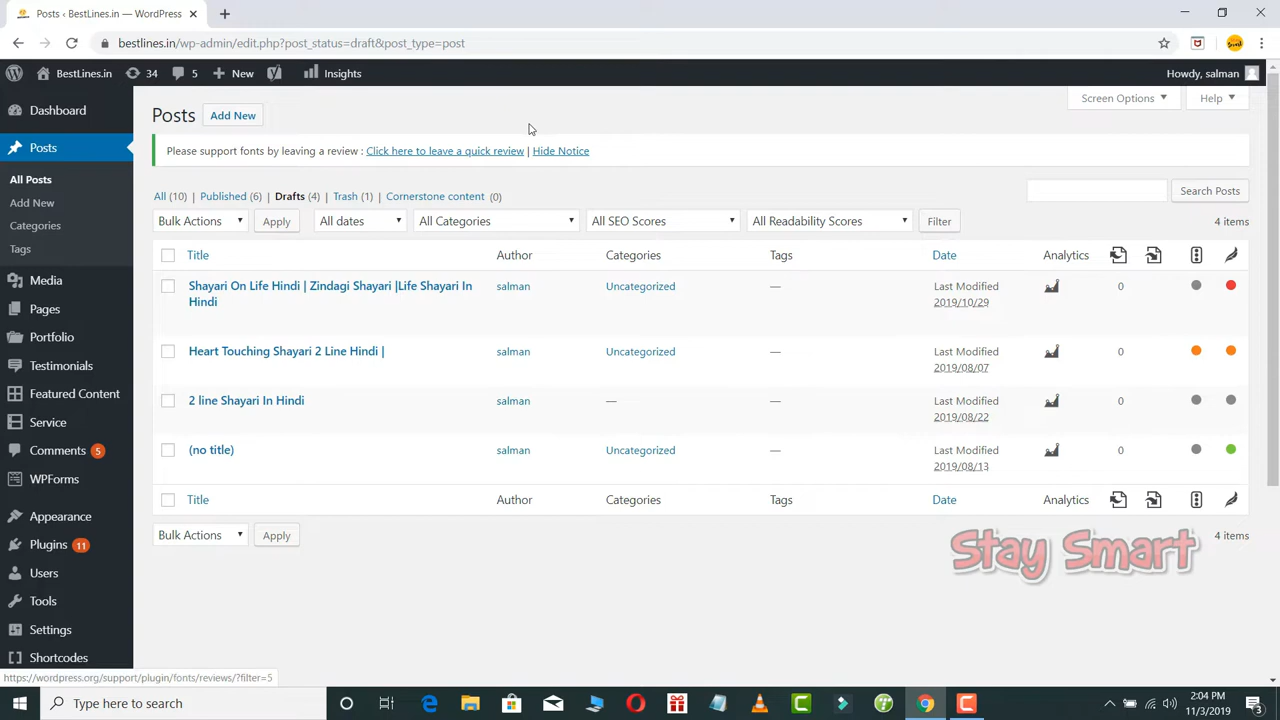 Posts ‹ BestLines.in — WordPress
bestlines.in/wp-admin/edit.php?post_status=draft&post_type=post
BestLines.in 34 5 New Insights Howdy, salman
Dashboard
Posts
All Posts
Add New
Categories
Tags
Media
Pages
Portfolio
Testimonials
Featured Content
Service
Comments 5
WPForms
Appearance
Plugins 11
Users
Tools
Settings
Shortcodes
Screen Options Help
Posts Add New
Please support fonts by leaving a review : Click here to leave a quick review | Hide Notice
All (10) | Published (6) | Drafts (4) | Trash (1) | Cornerstone content (0)
Search Posts
Bulk Actions Apply All dates All Categories All SEO Scores All Readability Scores Filter 4 items
Title Author Categories Tags Date Analytics
Shayari On Life Hindi | Zindagi Shayari |Life Shayari In salman Uncategorized — Last Modified 0
Hindi 2019/10/29
Heart Touching Shayari 2 Line Hindi | salman Uncategorized — Last Modified 0
2019/08/07
2 line Shayari In Hindi salman — — Last Modified 0
2019/08/22
(no title) salman Uncategorized — Last Modified 0
2019/08/13
Title Author Categories Tags Date Analytics
Bulk Actions Apply 4 items
Stay Smart
https://wordpress.org/support/plugin/fonts/reviews/?filter=5
Type here to search
2:04 PM
11/3/2019
3